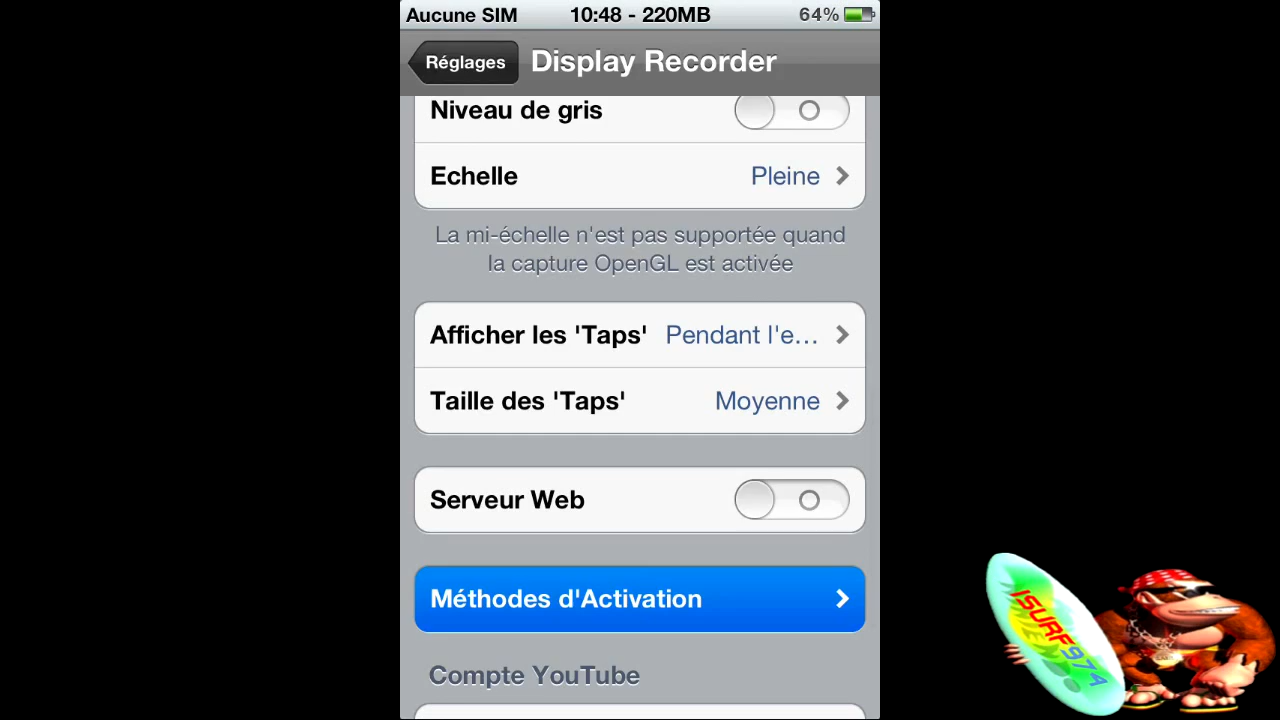 Aucune SIM 10:48 - 220MB 64%
Réglages Display Recorder
Niveau de gris
Echelle Pleine
La mi-échelle n'est pas supportée quand
la capture OpenGL est activée
Afficher les 'Taps' Pendant l'e...
Taille des 'Taps' Moyenne
Serveur Web
Méthodes d'Activation
Compte YouTube
ISURF974